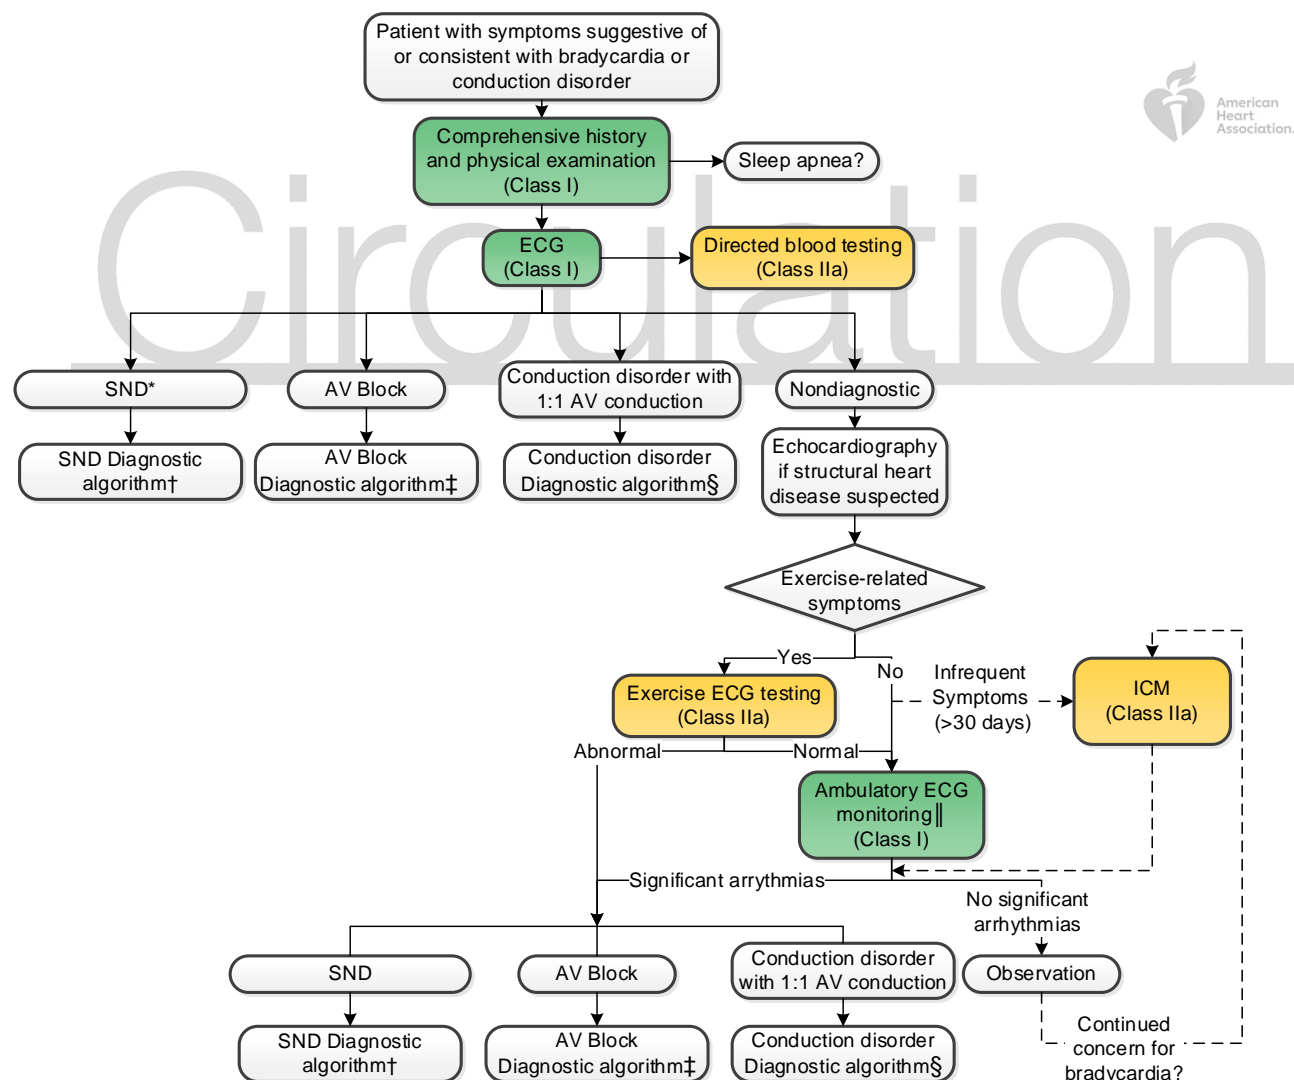 Patient with symptoms suggestive of
or consistent with bradycardia or
conduction disorder
American
Heart
Association.
Comprehensive history
and physical examination
(Class I)
Sleep apnea?
Circulation
ECG
(Class I)
Directed blood testing
(Class IIa)
SND*
AV Block
Conduction disorder with
1:1 AV conduction
Nondiagnostic
SND Diagnostic
algorithm†
AV Block
Diagnostic algorithm‡
Conduction disorder
Diagnostic algorithm§
Echocardiography
if structural heart
disease suspected
Exercise-related
symptoms
Yes
No
Exercise ECG testing
(Class IIa)
Infrequent
Symptoms
(>30 days)
ICM
(Class IIa)
Abnormal
Normal
Ambulatory ECG
monitoring‖
(Class I)
Significant arrythmias
No significant
arrhythmias
SND
AV Block
Conduction disorder
with 1:1 AV conduction
Observation
SND Diagnostic
algorithm†
AV Block
Diagnostic algorithm‡
Conduction disorder
Diagnostic algorithm§
Continued
concern for
bradycardia?